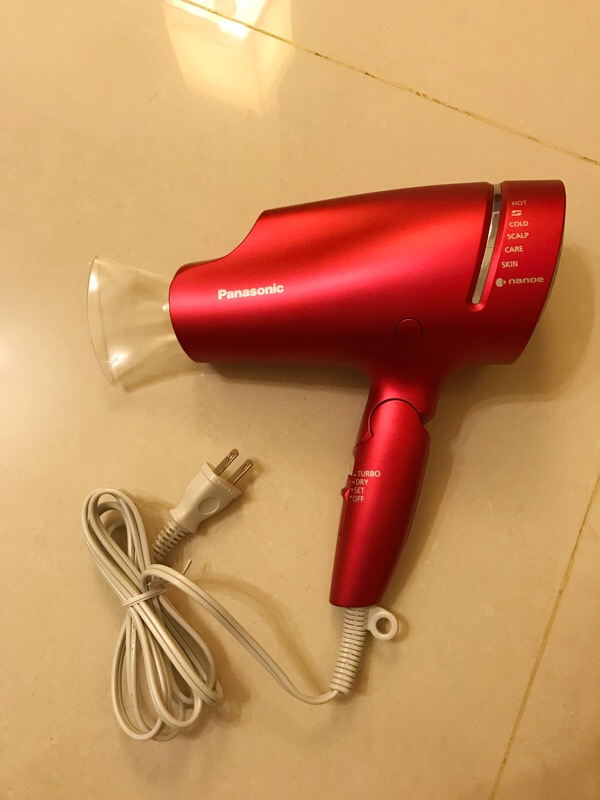 HOT
COLD
SCALP
CARE
SKIN
nanoe
Panasonic
TURBO
DRY
SET
OFF